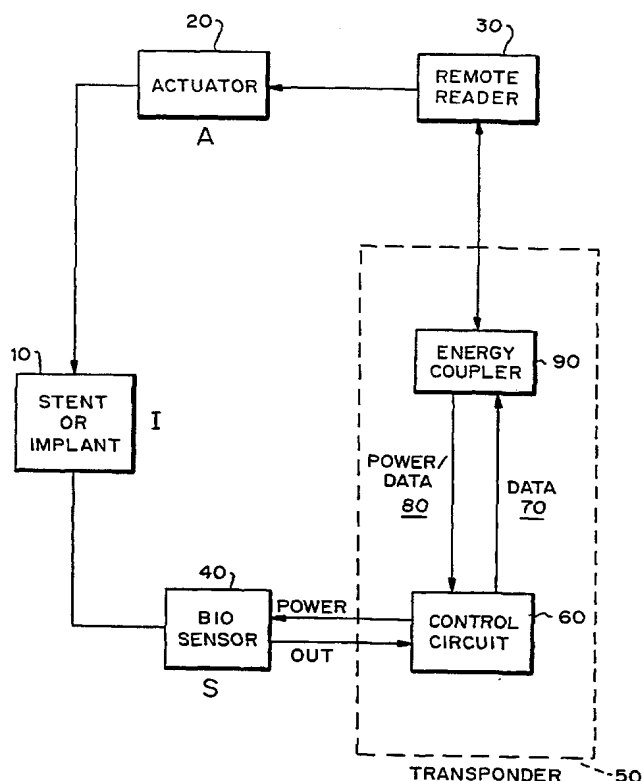 20
ACTUATOR
A
30
REMOTE
READER
10
STENT
OR
IMPLANT
I
ENERGY
COUPLER
90
POWER/
DATA
80
DATA
70
40
BIO
SENSOR
S
POWER
OUT
CONTROL
CIRCUIT
60
TRANSPONDER
50